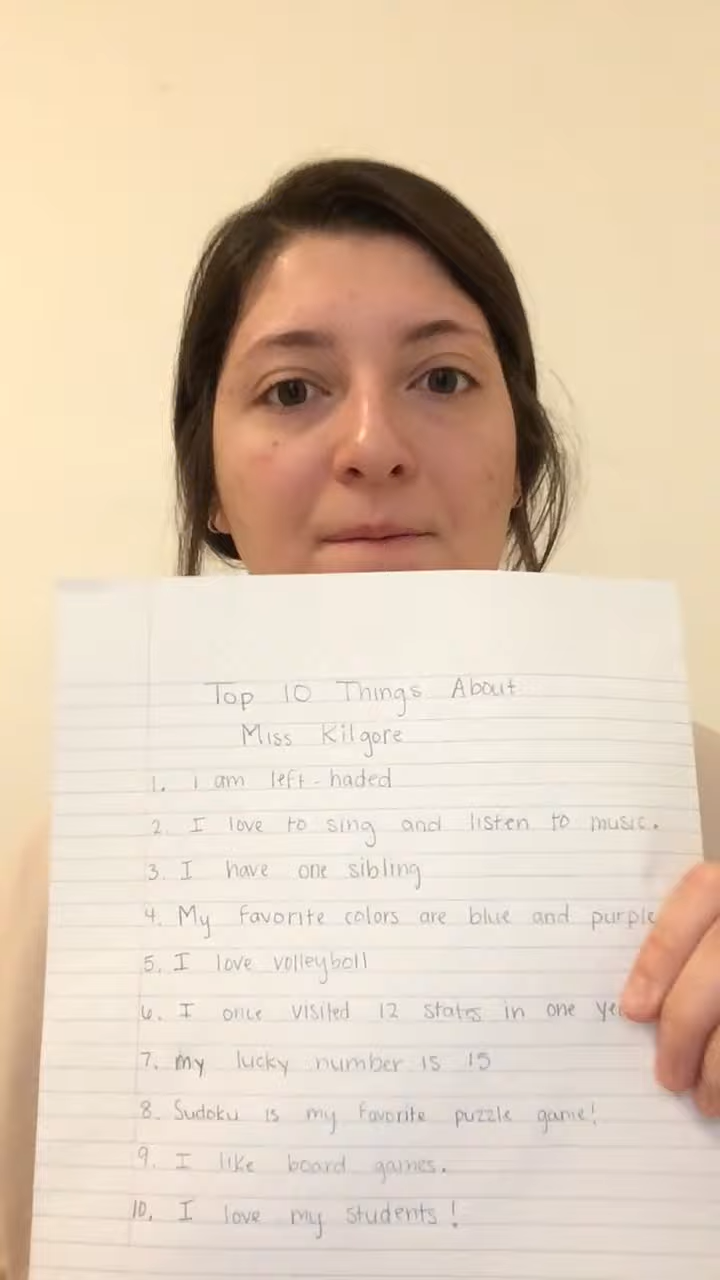 Top 10 Things About
Miss Kilgore
1. I am left-haded
2. I love to sing and listen to music.
3. I have one sibling
4. My favorite colors are blue and purple
5. I love volleyball
6. I once visited 12 states in one
7. my lucky number is 15
8. Sudoku is my favorite puzzle game!
9. I like board games.
10. I love my students!